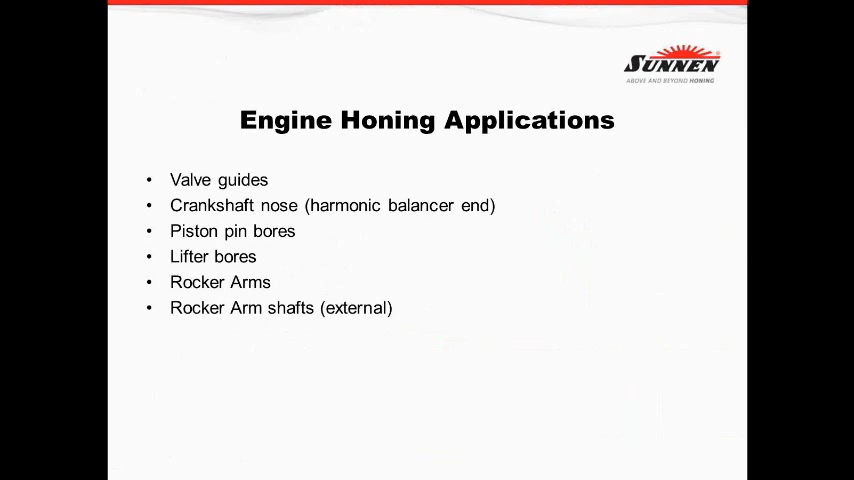 SUNNEN®
ABOVE AND BEYOND HONING
Engine Honing Applications
• Valve guides
• Crankshaft nose (harmonic balancer end)
• Piston pin bores
• Lifter bores
• Rocker Arms
• Rocker Arm shafts (external)